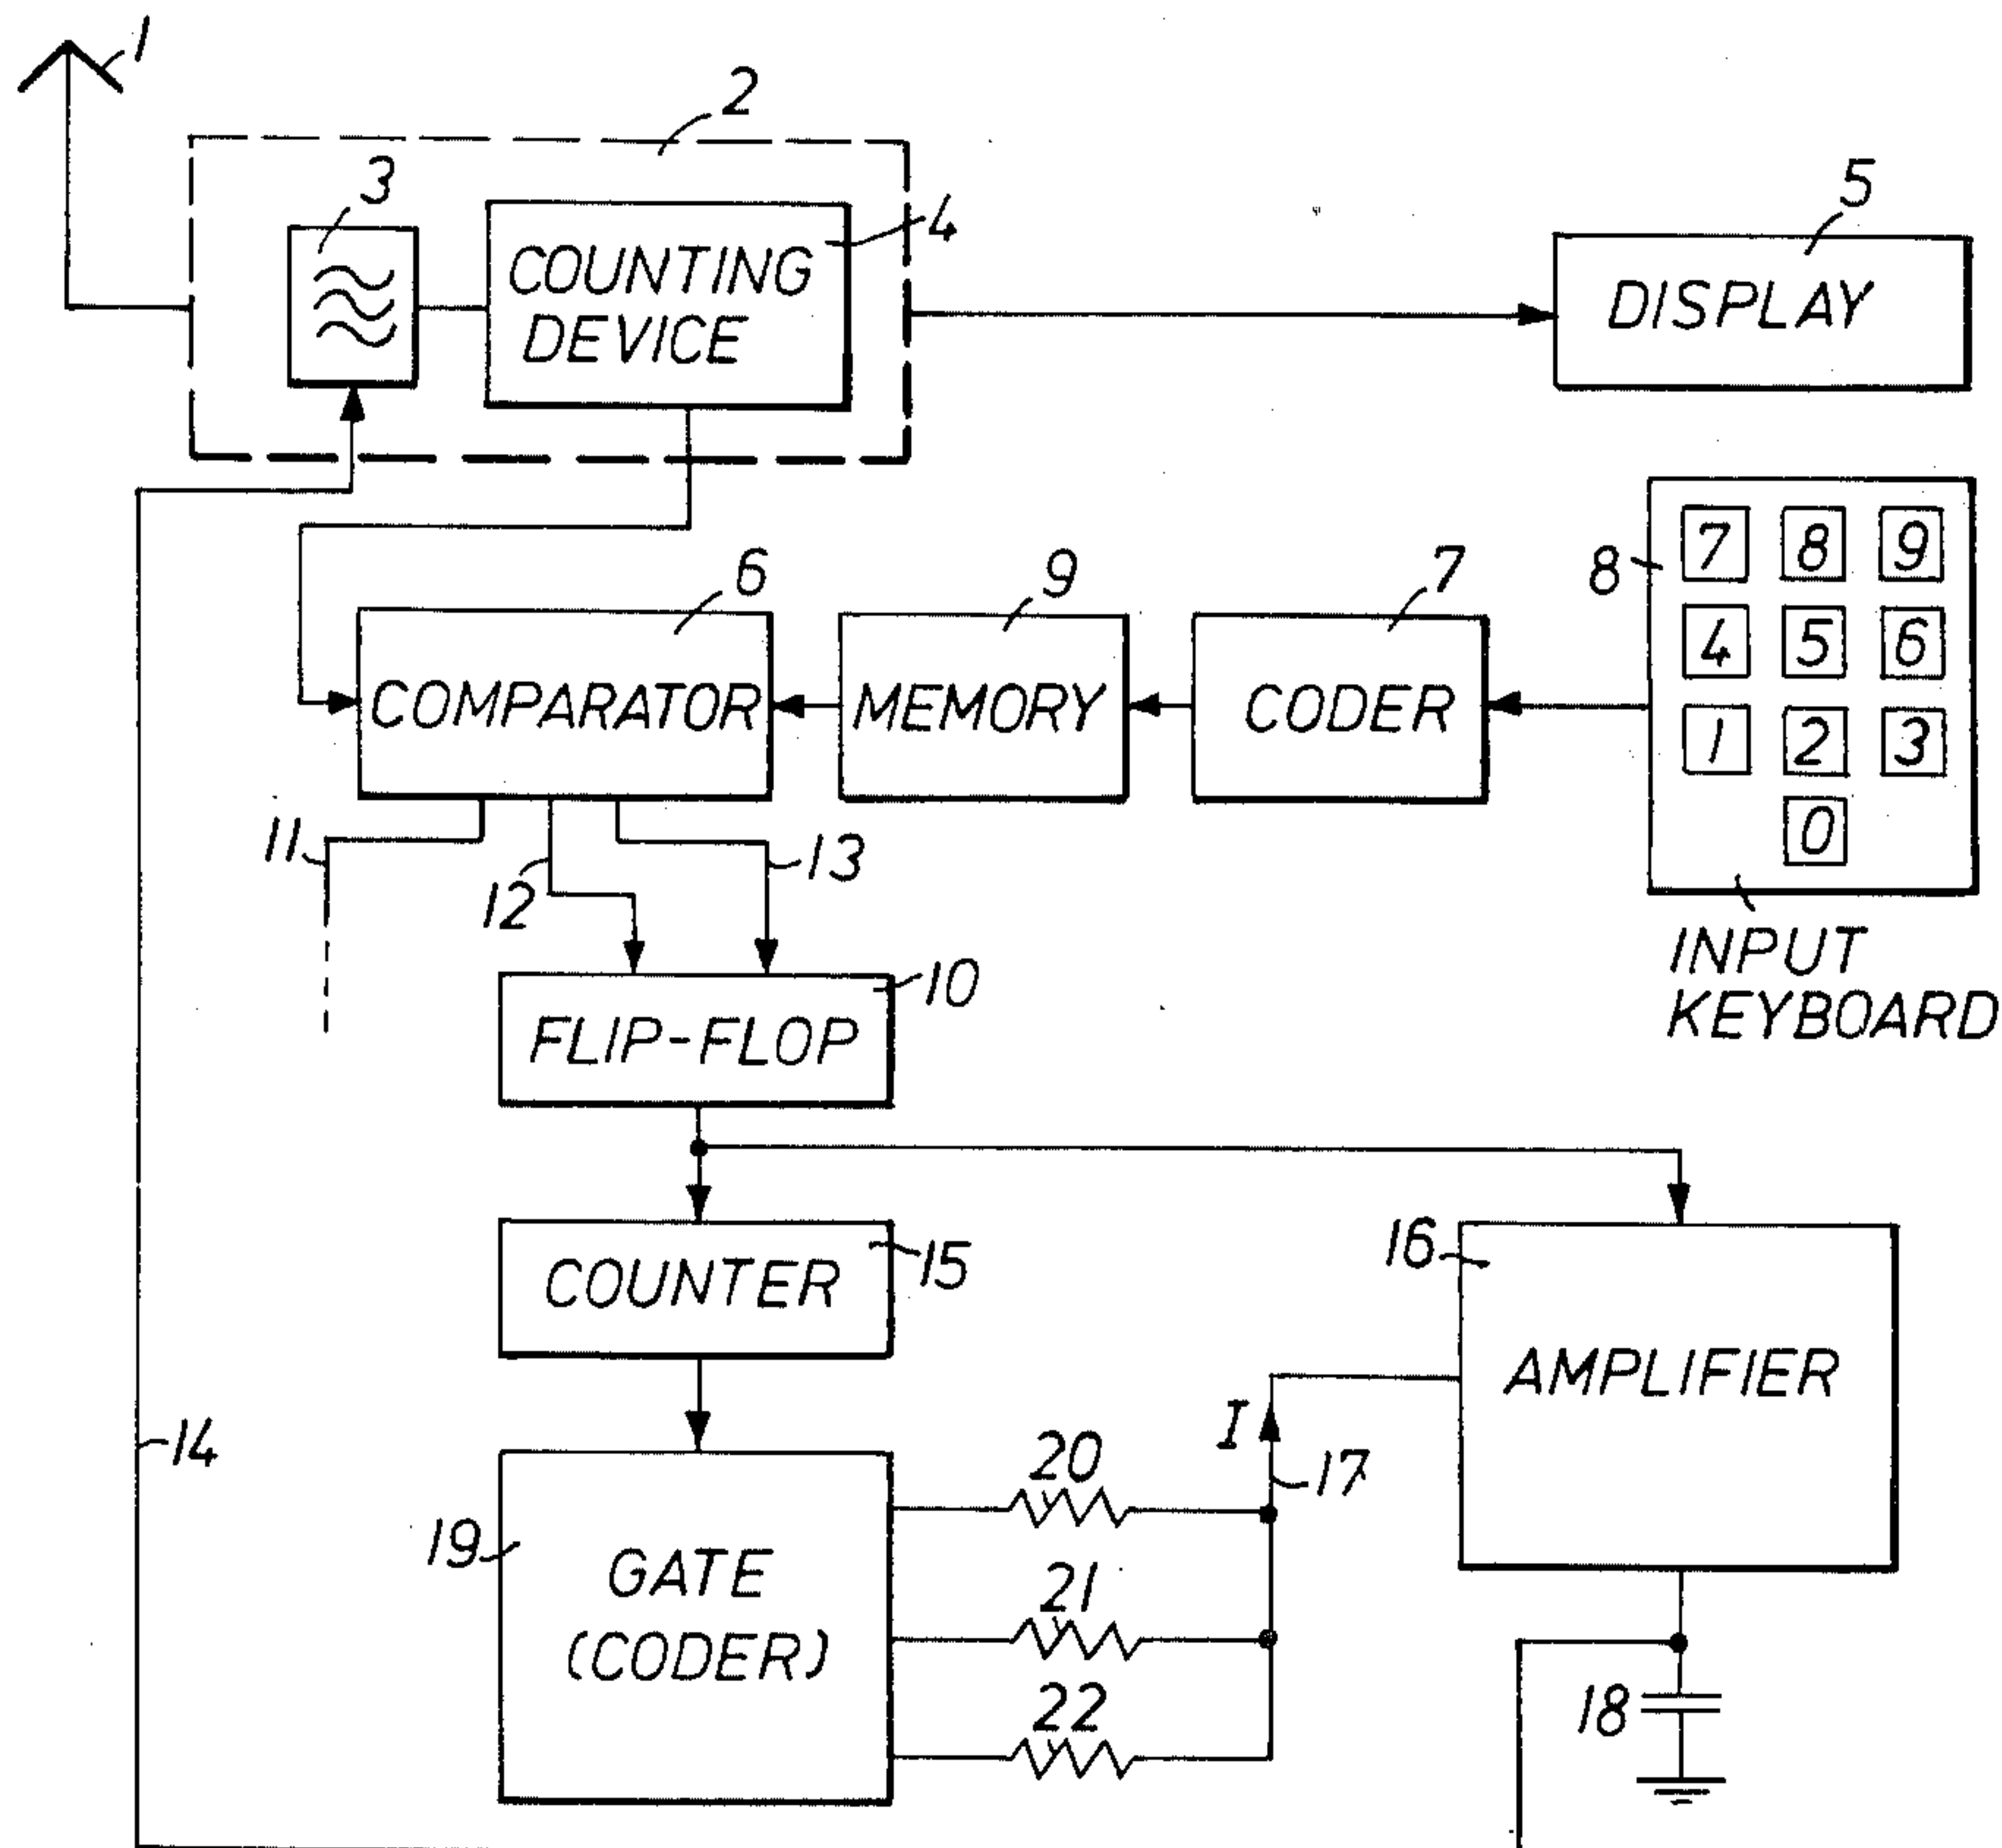 1
2
3
4
COUNTING
DEVICE
5
DISPLAY
6
COMPARATOR
9
MEMORY
7
CODER
8
7 8 9
4 5 6
1 2 3
0
INPUT
KEYBOARD
11
12
13
10
FLIP-FLOP
15
COUNTER
16
AMPLIFIER
14
I
17
19
GATE
(CODER)
20
21
22
18